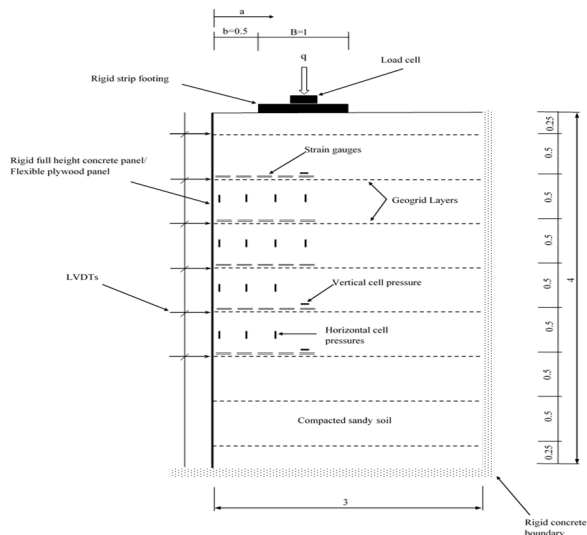 a
b=0.5
B=1
q
Load cell
Rigid strip footing
0.25
Strain gauges
0.5
Rigid full height concrete panel/
Flexible plywood panel
Geogrid Layers
0.5
0.5
LVDTs
Vertical cell pressure
0.5
4
Horizontal cell
pressures
0.5
0.5
Compacted sandy soil
0.5
0.25
3
Rigid concrete
boundary